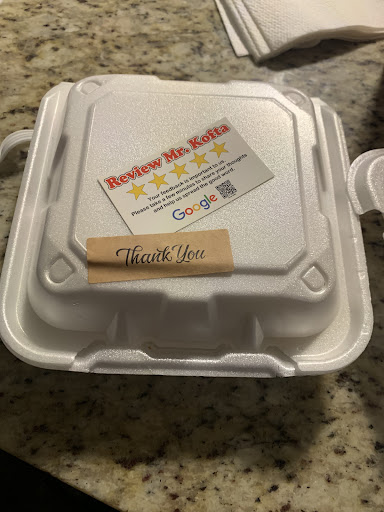 Review Mr. Kofta
Your feedback is important to us.
Please take a few minutes to share your thoughts
and help us spread the good word.
Google
Thank You